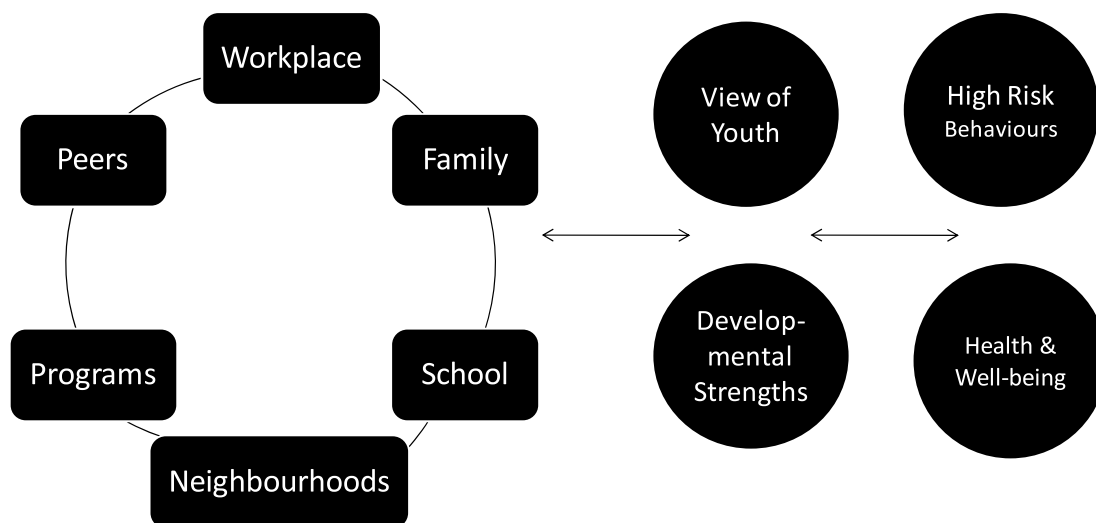 Workplace
Peers
Family
Programs
School
Neighbourhoods
View of
Youth
High Risk
Behaviours
Develop-
mental
Strengths
Health &
Well-being